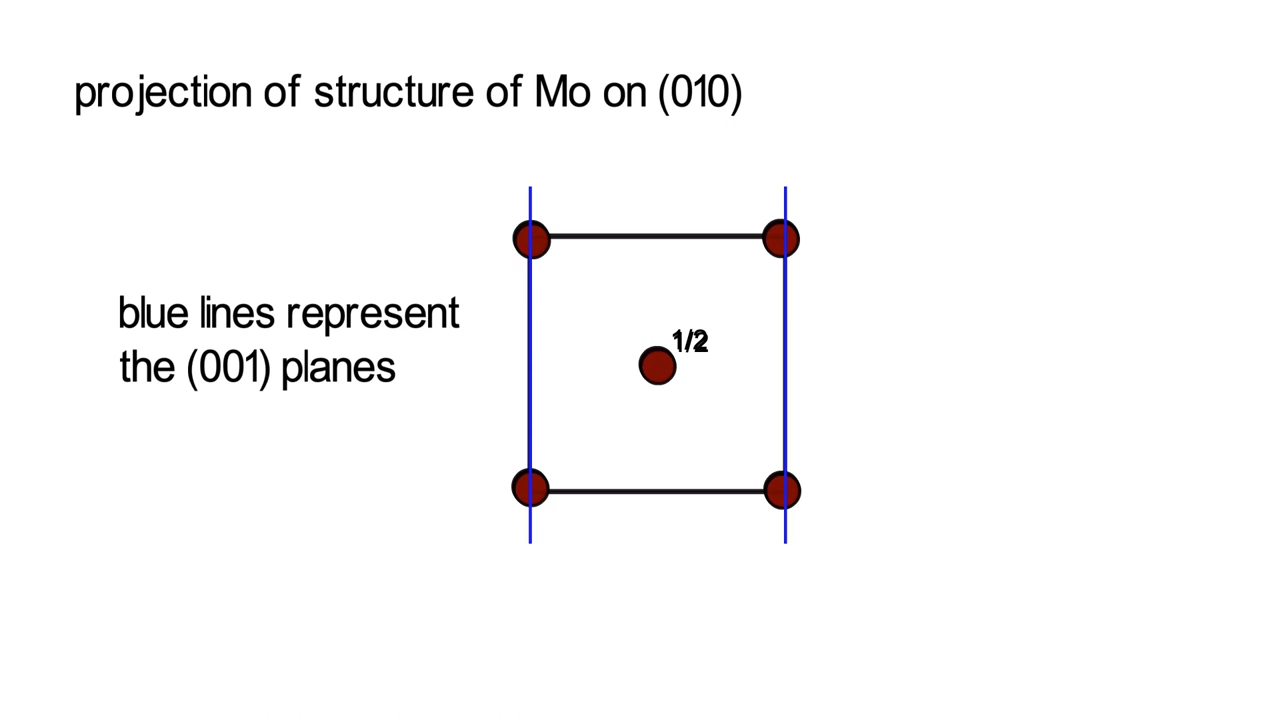 projection of structure of Mo on (010)
1/2
blue lines represent
the (001) planes